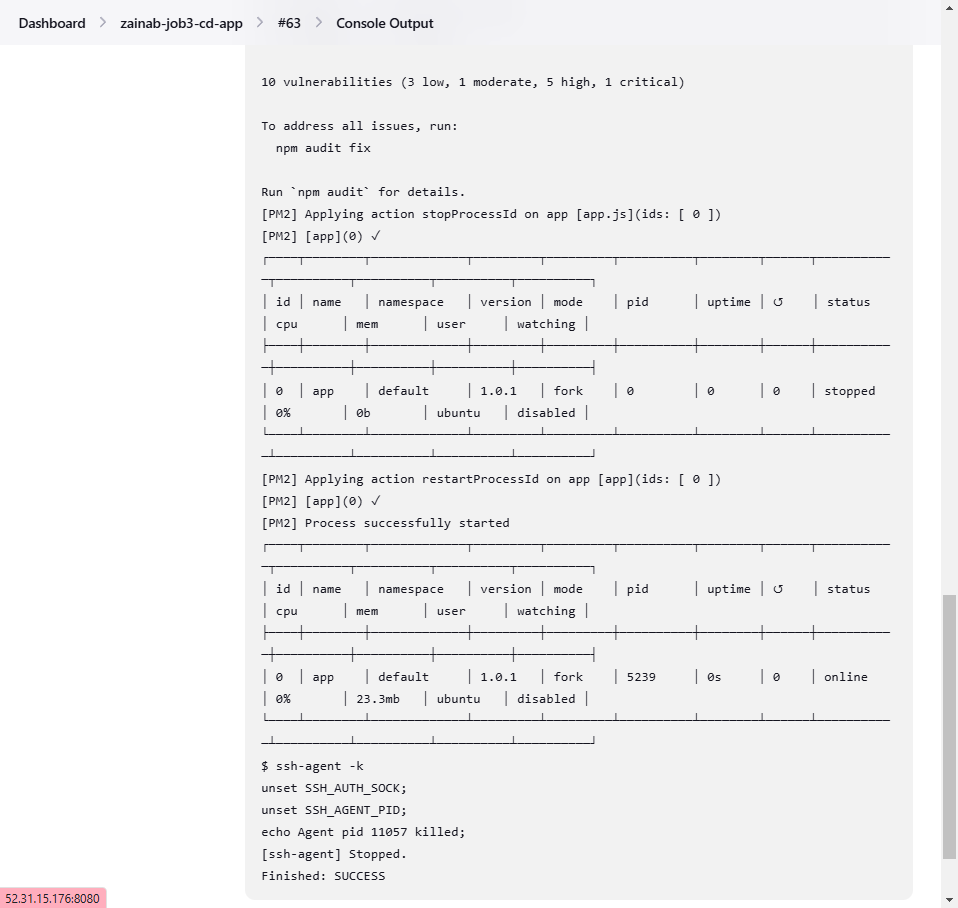 Dashboard > zainab-job3-cd-app > #63 > Console Output
10 vulnerabilities (3 low, 1 moderate, 5 high, 1 critical)
To address all issues, run:
npm audit fix
Run `npm audit` for details.
[PM2] Applying action stopProcessId on app [app.js](ids: [ 0 ])
[PM2] [app](0) ✓
│ id │ name │ namespace │ version │ mode │ pid │ uptime │ ↺ │ status
│ cpu │ mem │ user │ watching │
│ 0 │ app │ default │ 1.0.1 │ fork │ 0 │ 0 │ 0 │ stopped
│ 0% │ 0b │ ubuntu │ disabled │
[PM2] Applying action restartProcessId on app [app](ids: [ 0 ])
[PM2] [app](0) ✓
[PM2] Process successfully started
│ id │ name │ namespace │ version │ mode │ pid │ uptime │ ↺ │ status
│ cpu │ mem │ user │ watching │
│ 0 │ app │ default │ 1.0.1 │ fork │ 5239 │ 0s │ 0 │ online
│ 0% │ 23.3mb │ ubuntu │ disabled │
$ ssh-agent -k
unset SSH_AUTH_SOCK;
unset SSH_AGENT_PID;
echo Agent pid 11057 killed;
[ssh-agent] Stopped.
Finished: SUCCESS
52.31.15.176:8080